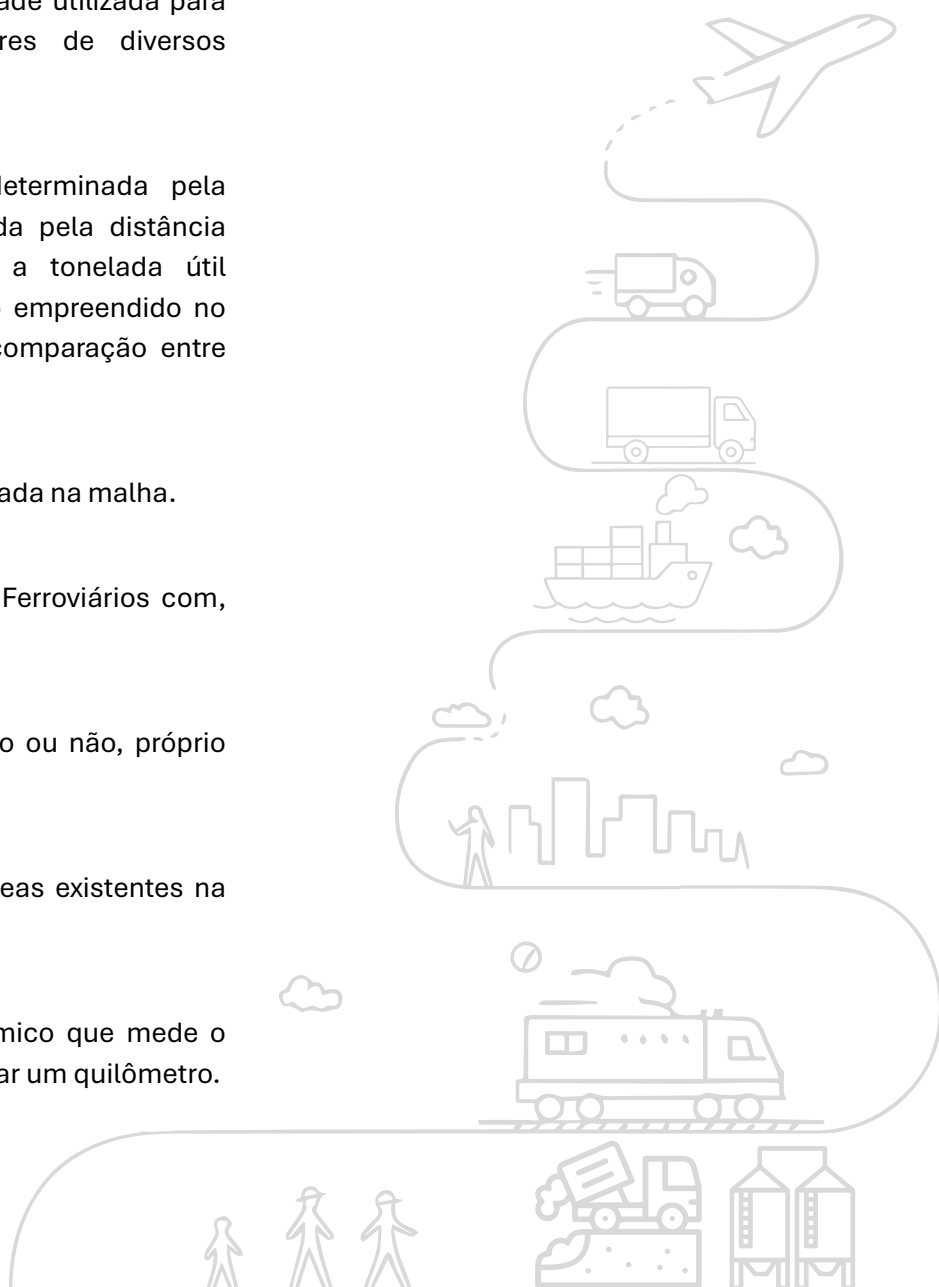 ade utilizada para
res de diversos
determinada pela
da pela distância
a tonelada útil
empreendido no
comparação entre
ada na malha.
Ferroviários com,
o ou não, próprio
eas existentes na
mico que mede o
ar um quilômetro.